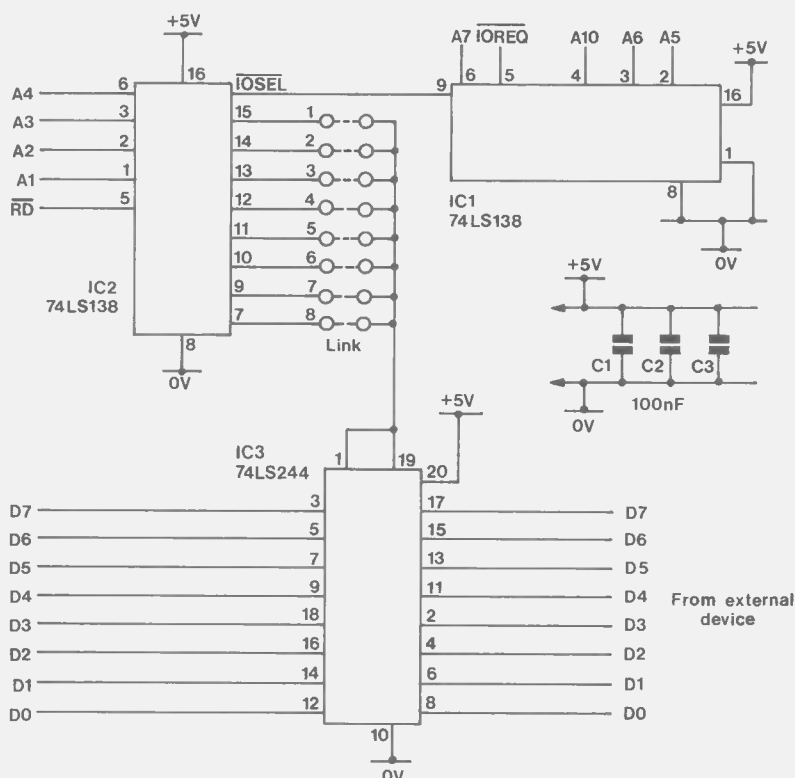 +5V
16
IOSEL
A4 6
A3 3
A2 2
A1 1
RD 5
15 1
14 2
13 3
12 4
11 5
10 6
9 7
7 8
Link
IC2
74LS138
8
0V
A7 IOREQ A10 A6 A5
+5V
9 6 5 4 3 2
16
1
8
IC1
74LS138
0V
+5V
C1 C2 C3
100nF
0V
+5V
IC3
74LS244
1 19
20
D7 3 17 D7
D6 5 15 D6
D5 7 13 D5
D4 9 11 D4
D3 18 2 D3
D2 16 4 D2
D1 14 6 D1
D0 12 8 D0
From external
device
10
0V